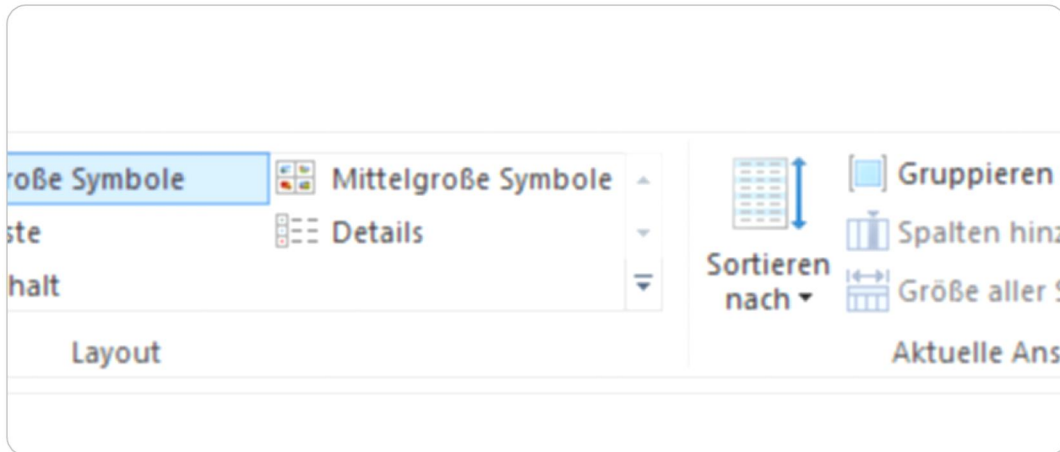 roße Symbole
Mittelgroße Symbole
ste
Details
halt
Layout
Sortieren
nach
Gruppieren
Spalten hinz
Größe aller S
Aktuelle Ans